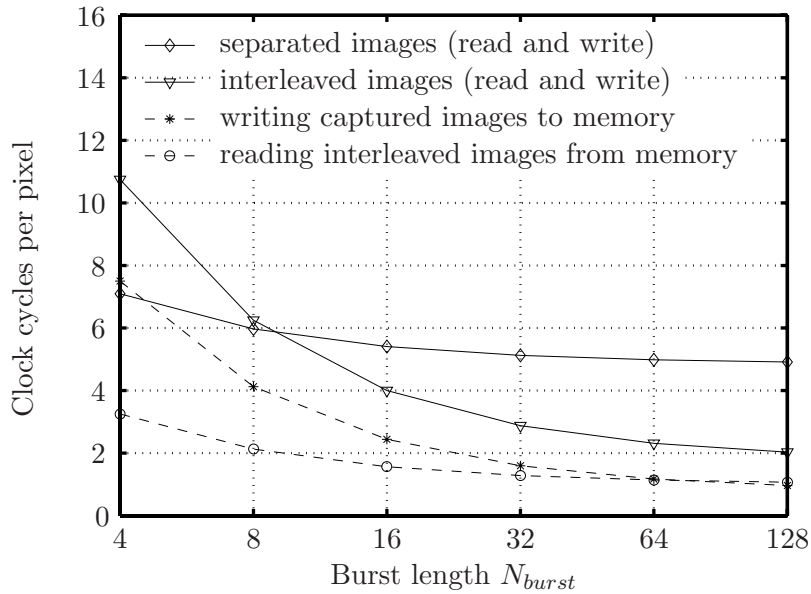 16
14
12
10
8
6
4
2
0
Clock cycles per pixel
separated images (read and write)
interleaved images (read and write)
writing captured images to memory
reading interleaved images from memory
4 8 16 32 64 128
Burst length N_burst